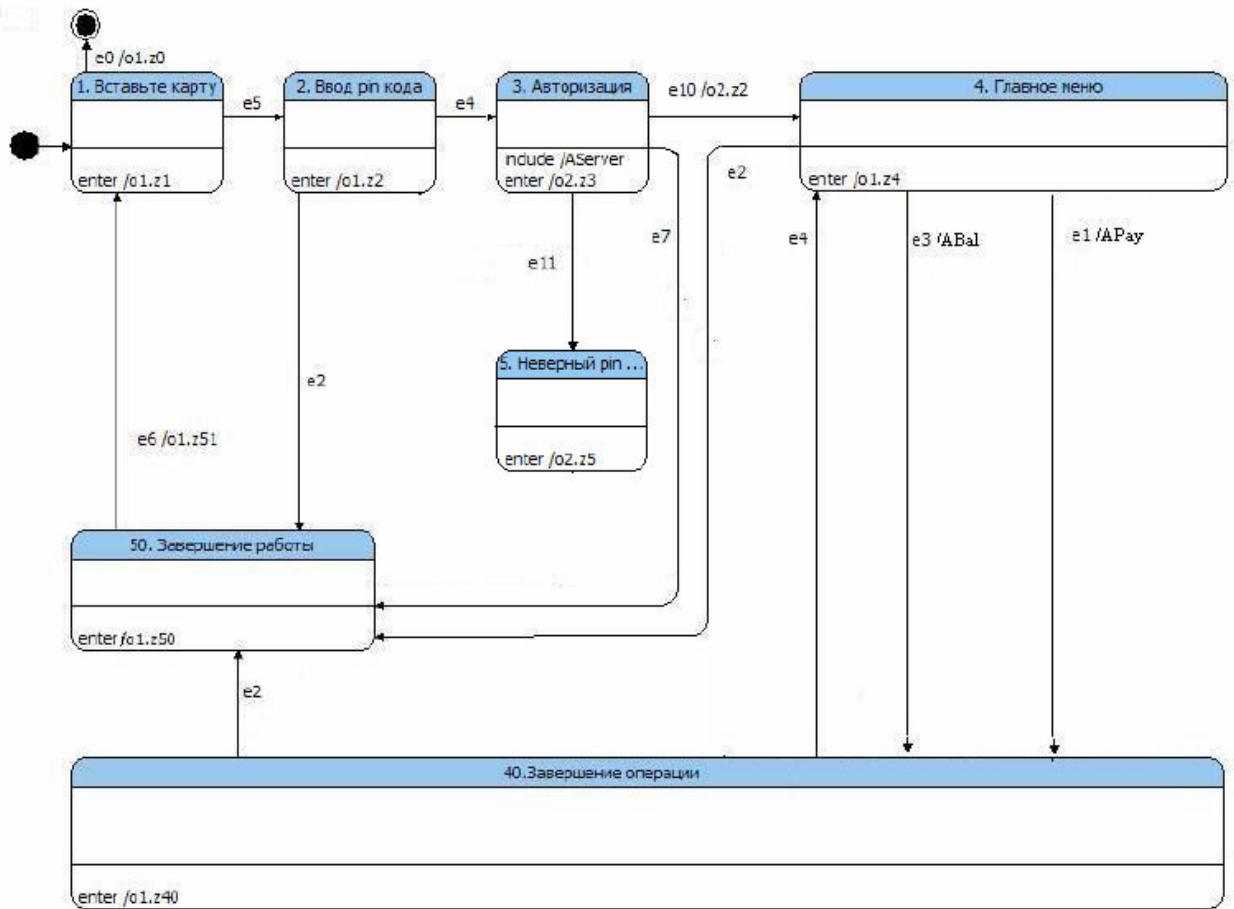 e0 /o1.z0
1. Вставьте карту
e5
2. Ввод pin кода
e4
3. Авторизация
e10 /o2.z2
4. Главное меню
enter /o1.z1
enter /o1.z2
include /AServer
enter /o2.z3
e2
enter /o1.z4
e7
e4
e3 /ABal
e1 /APay
e11
5. Неверный pin ...
enter /o2.z5
e2
e6 /o1.z51
50. Завершение работы
enter /o1.z50
e2
40.Завершение операции
enter /o1.z40